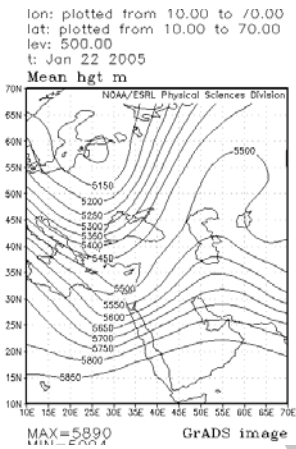 lon: plotted from 10.00 to 70.00
lat: plotted from 10.00 to 70.00
lev: 500.00
t: Jan 22 2005
Mean hgt m
NOAA/ESRL Physical Sciences Division
70N
65N
60N
55N
50N
45N
40N
35N
30N
25N
20N
15N
10N
5500
5150
5200
5250
5300
5350
5400
5450
5500
5550
5600
5650
5700
5750
5800
5850
10E 15E 20E 25E 30E 35E 40E 45E 50E 55E 60E 65E 70E
MAX=5890
GrADS image